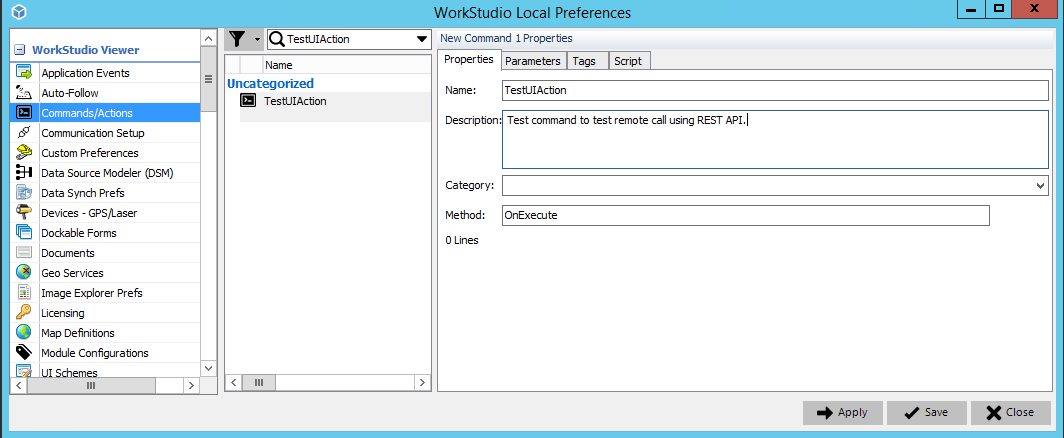 WorkStudio Local Preferences
WorkStudio Viewer
Application Events
Auto-Follow
Commands/Actions
Communication Setup
Custom Preferences
Data Source Modeler (DSM)
Data Synch Prefs
Devices - GPS/Laser
Dockable Forms
Documents
Geo Services
Image Explorer Prefs
Licensing
Map Definitions
Module Configurations
UI Schemes
TestUIAction
Name
Uncategorized
TestUIAction
New Command 1 Properties
Properties Parameters Tags Script
Name: TestUIAction
Description: Test command to test remote call using REST API.
Category:
Method: OnExecute
0 Lines
Apply Save Close